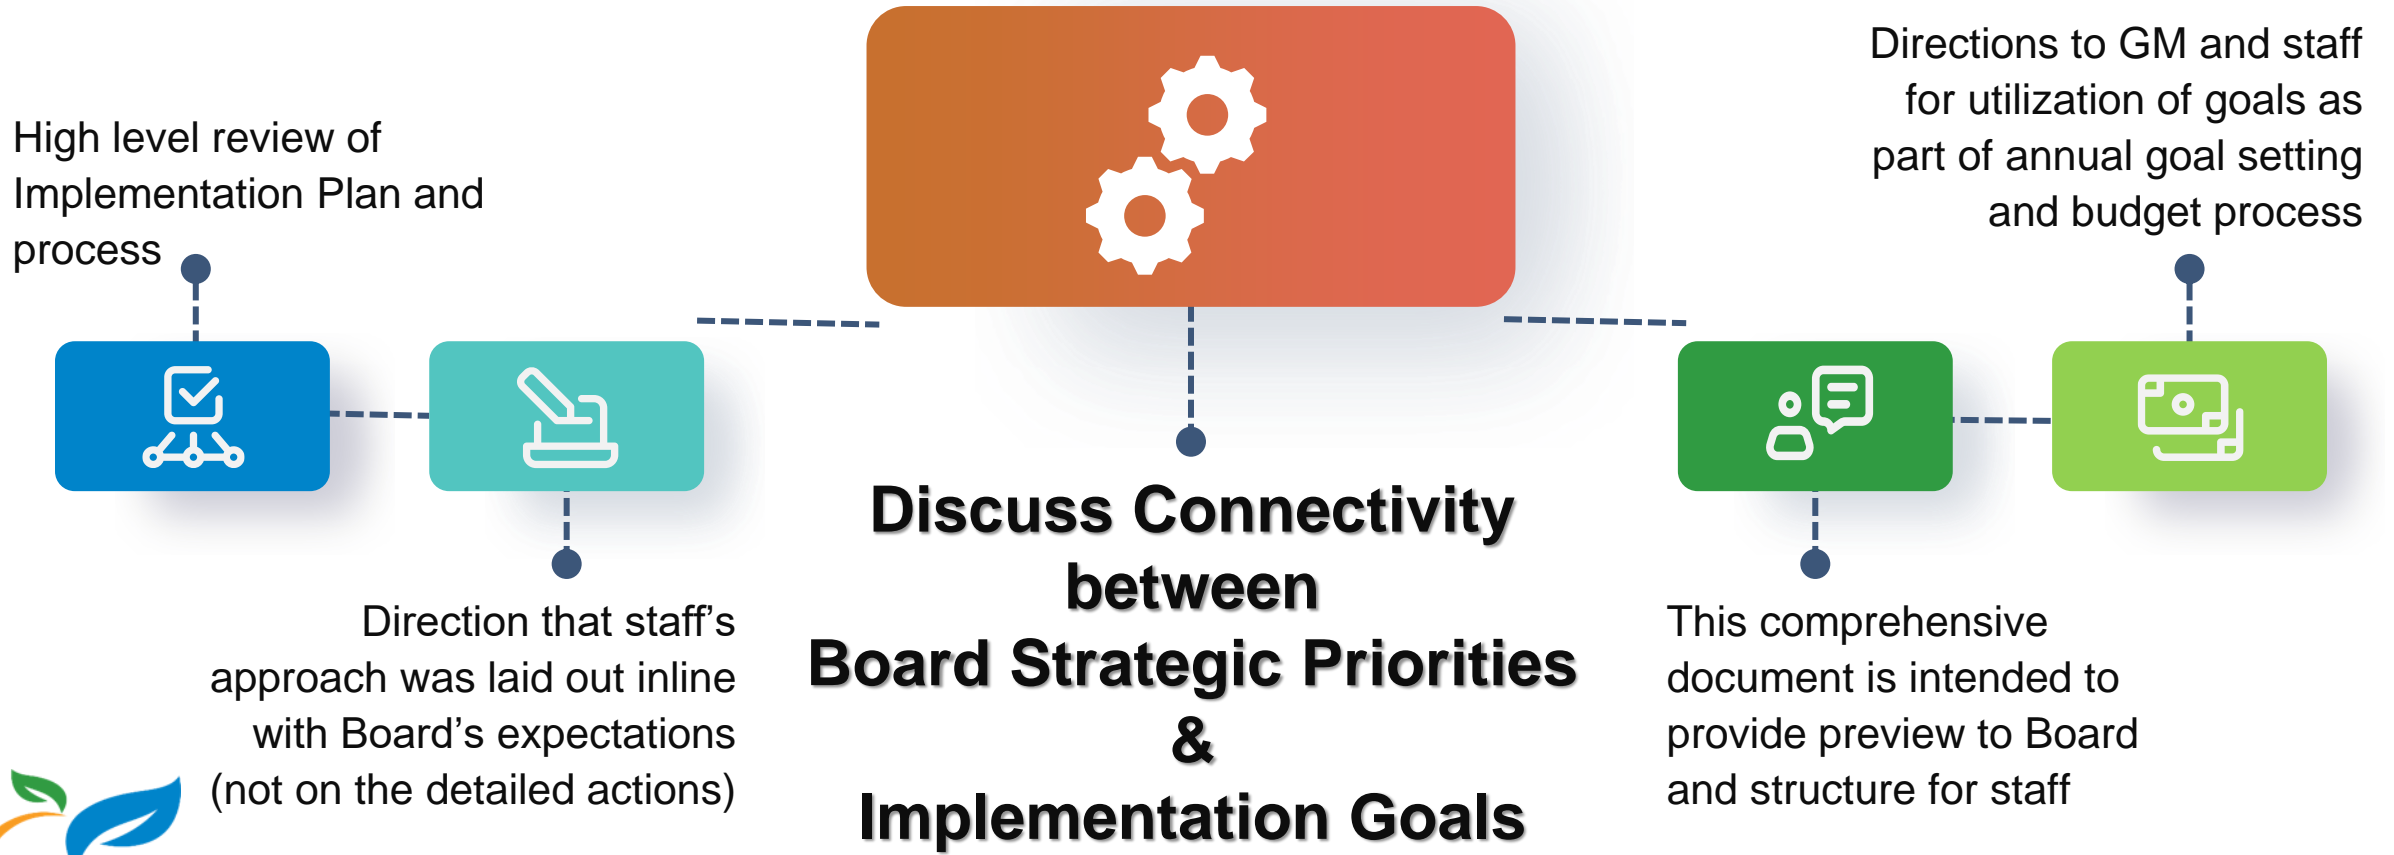 High level review of
Implementation Plan and
process
Direction that staff’s
approach was laid out inline
with Board’s expectations
(not on the detailed actions)
Discuss Connectivity
between
Board Strategic Priorities
&
Implementation Goals
This comprehensive
document is intended to
provide preview to Board
and structure for staff
Directions to GM and staff
for utilization of goals as
part of annual goal setting
and budget process